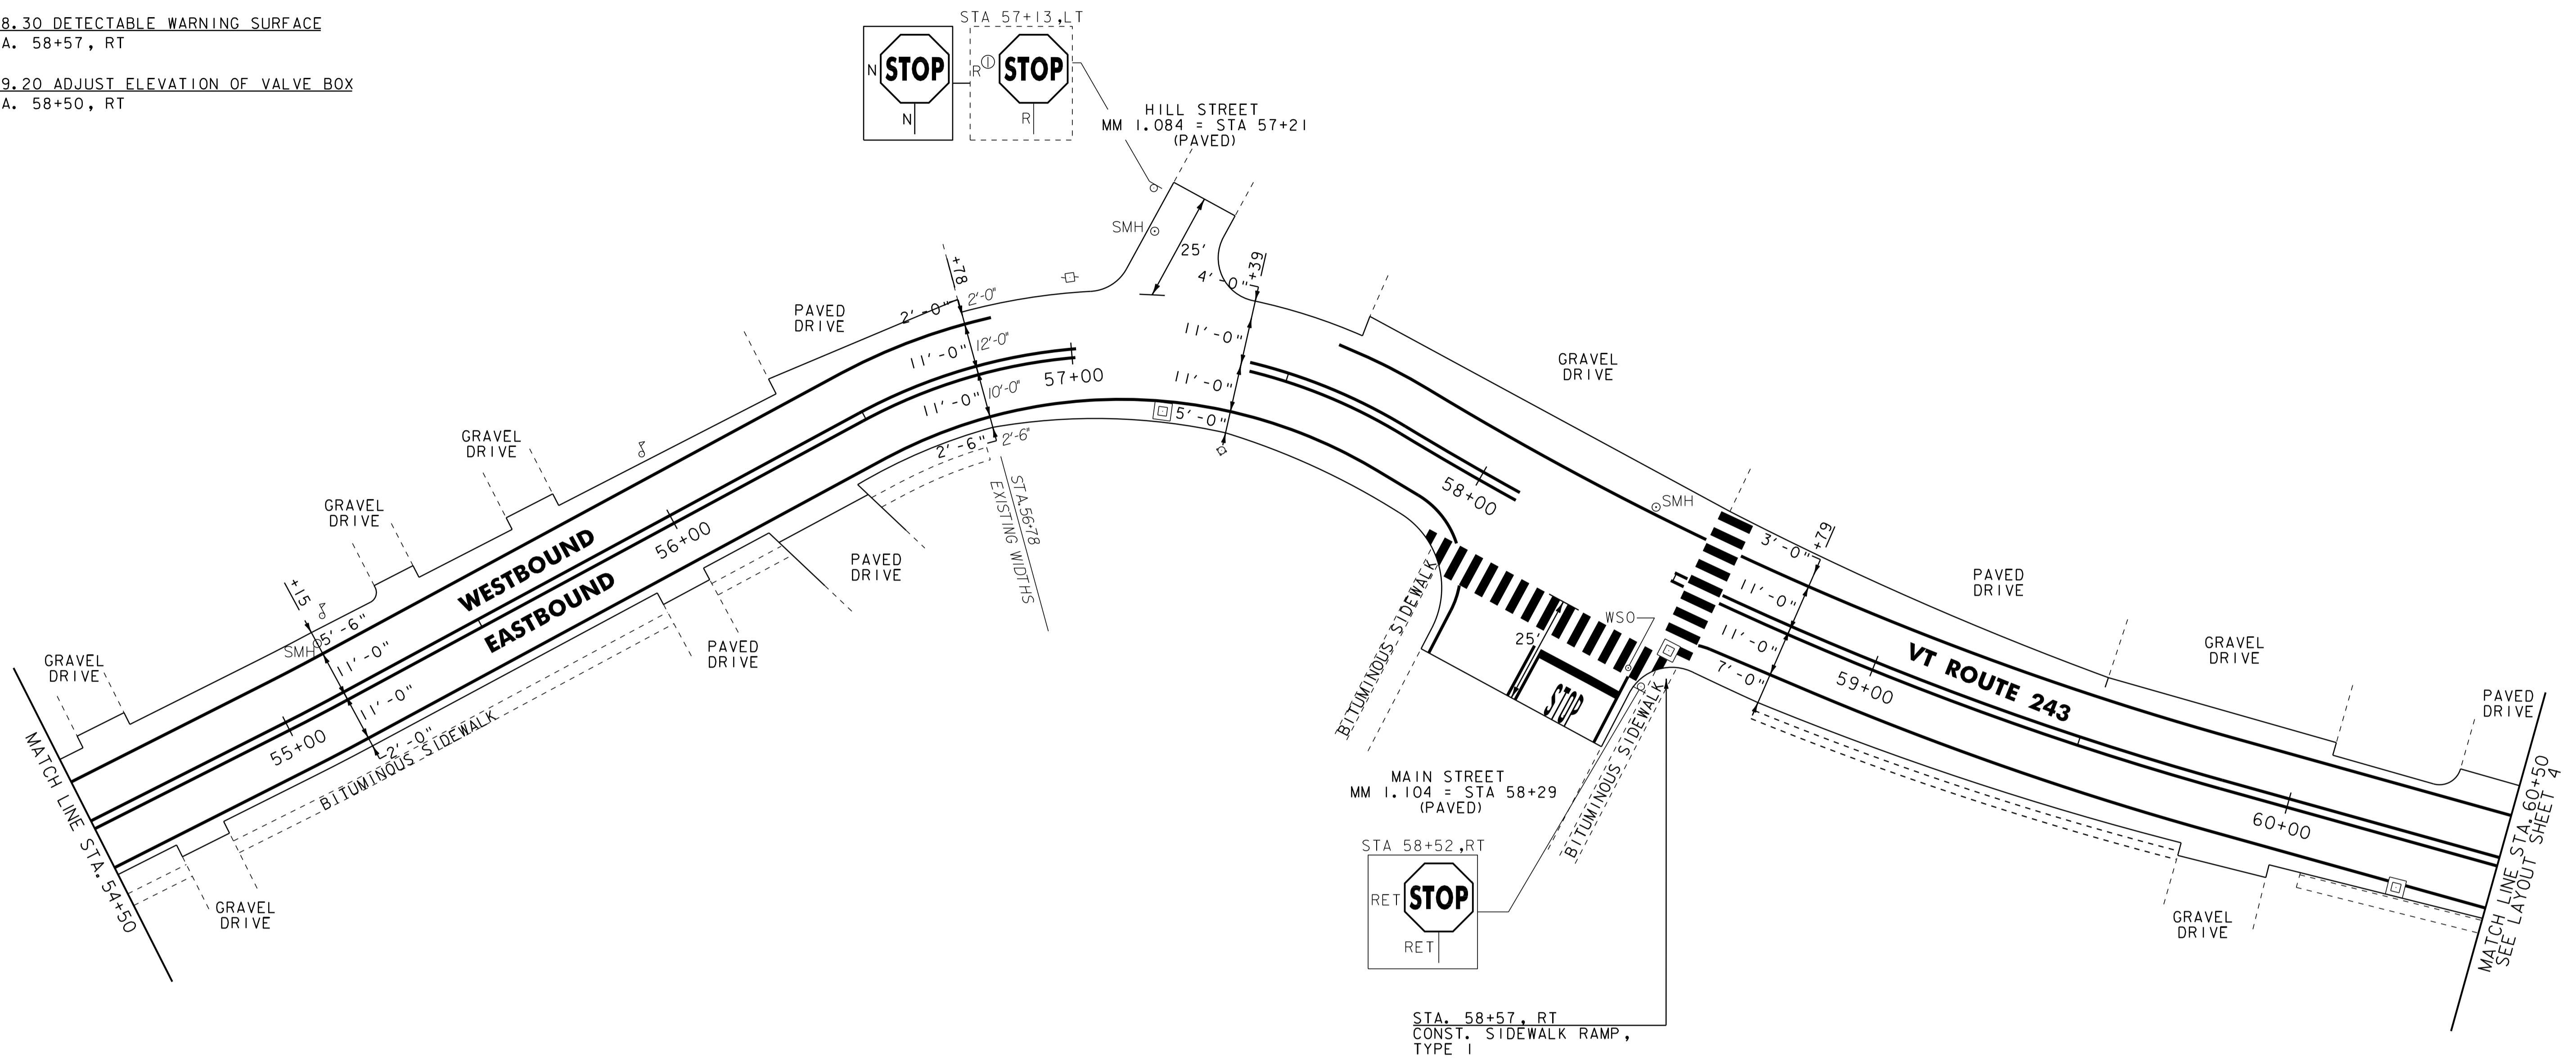 8.30 DETECTABLE WARNING SURFACE
A. 58+57, RT
9.20 ADJUST ELEVATION OF VALVE BOX
A. 58+50, RT
STA 57+13,LT
N
STOP
N
R
STOP
R
HILL STREET
MM 1.084 = STA 57+21
(PAVED)
SMH
25'
+78
2'-0"
2'-0"
11'-0"
12'-0"
11'-0"
10'-0"
2'-6"
2'-6"
57+00
STA.56+78
EXISTING WIDTHS
4'-0"
+39
11'-0"
11'-0"
5'-0"
PAVED
DRIVE
GRAVEL
DRIVE
GRAVEL
DRIVE
GRAVEL
DRIVE
+15
5'-6"
SMH
11'-0"
11'-0"
2'-0"
WESTBOUND
EASTBOUND
55+00
56+00
BITUMINOUS SIDEWALK
MATCH LINE STA. 54+50
GRAVEL
DRIVE
PAVED
DRIVE
PAVED
DRIVE
GRAVEL
DRIVE
58+00
SMH
BITUMINOUS SIDEWALK
25'
STOP
WSO
BITUMINOUS SIDEWALK
MAIN STREET
MM 1.104 = STA 58+29
(PAVED)
STA 58+52,RT
RET
STOP
RET
STA. 58+57, RT
CONST. SIDEWALK RAMP,
TYPE 1
3'-0"
+79
11'-0"
11'-0"
7'-0"
59+00
VT ROUTE 243
PAVED
DRIVE
GRAVEL
DRIVE
PAVED
DRIVE
60+00
GRAVEL
DRIVE
MATCH LINE STA. 60+50
SEE LAYOUT SHEET 4